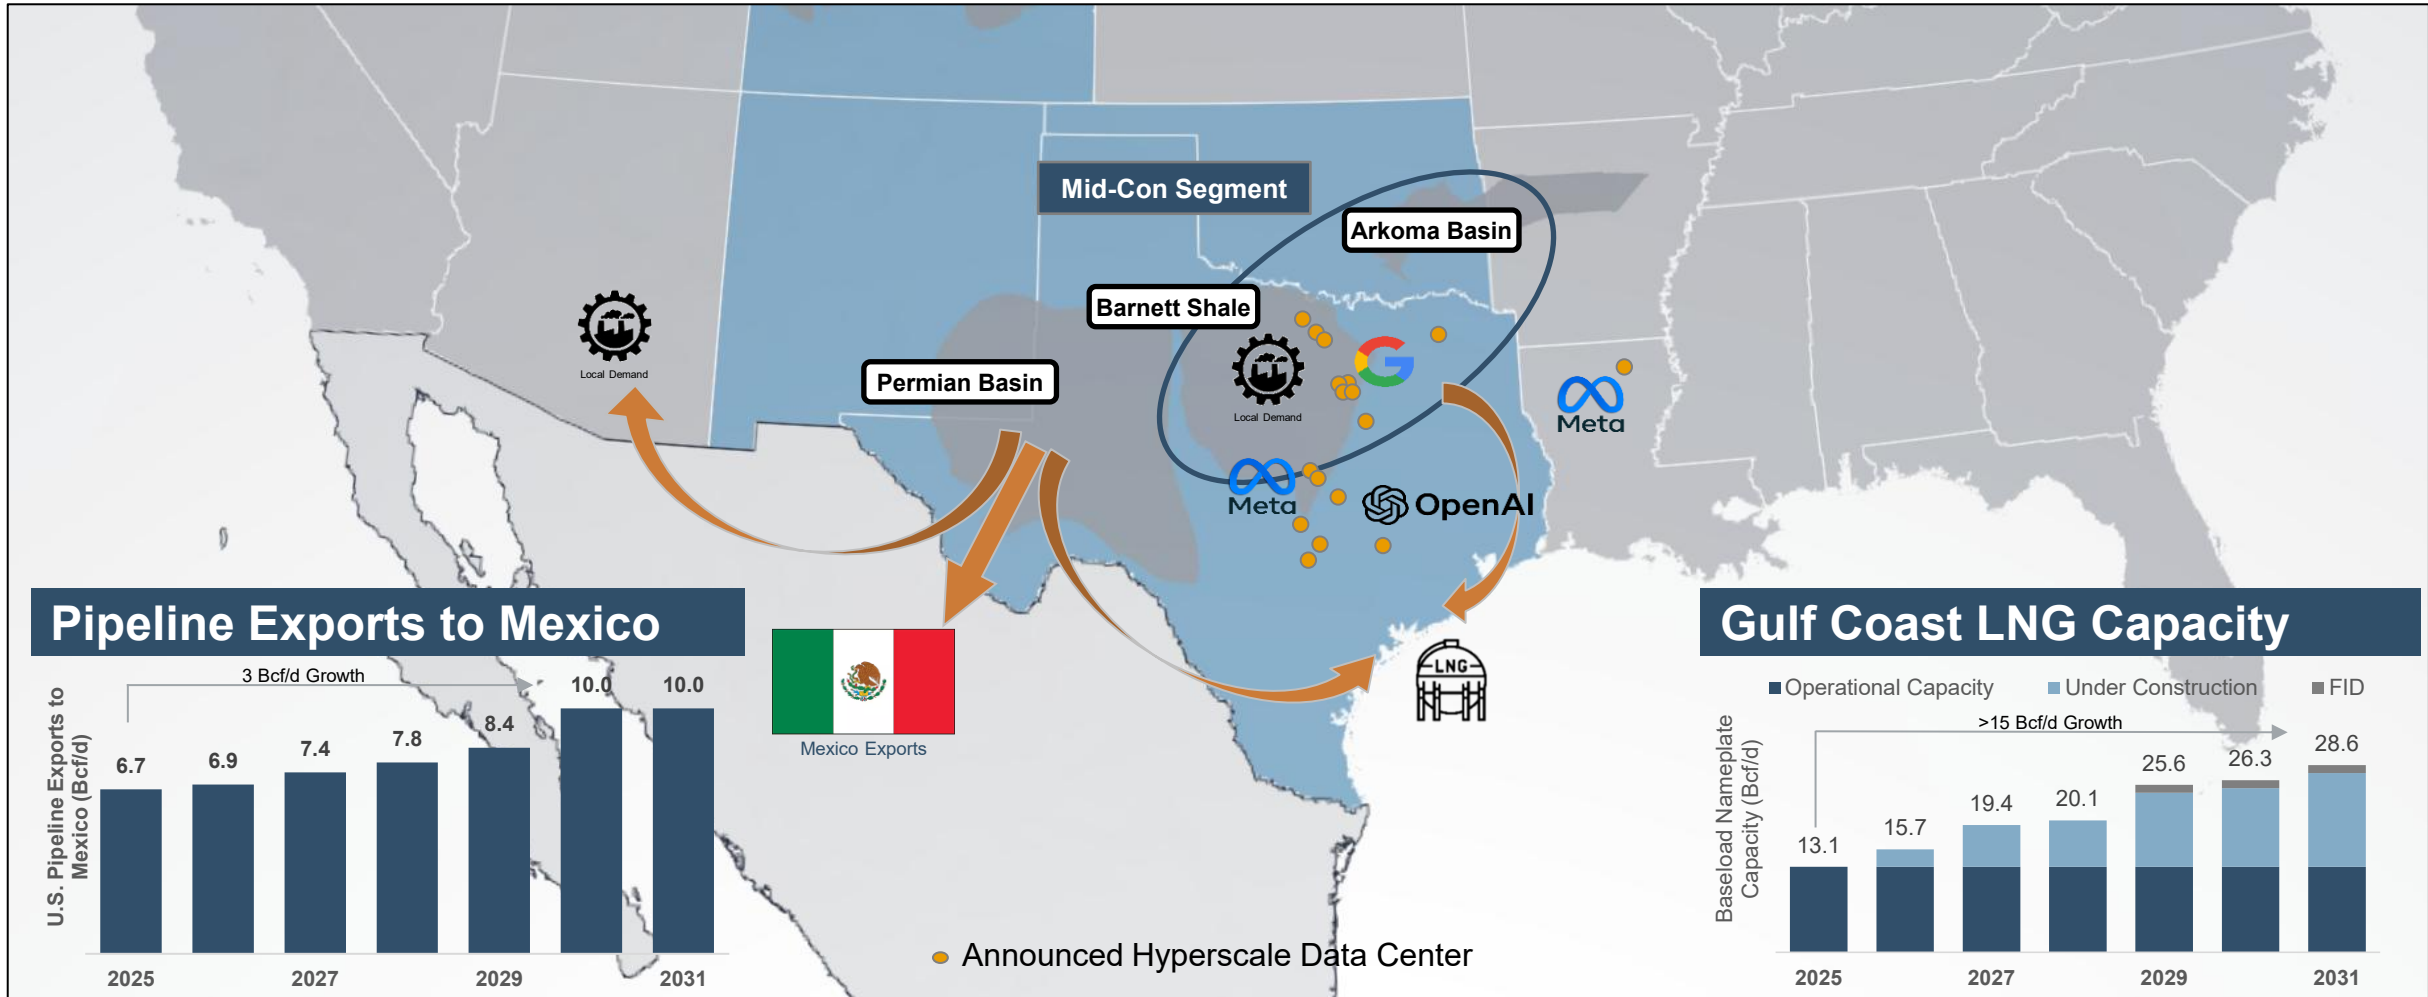 Mid-Con Segment
Arkoma Basin
Barnett Shale
Permian Basin
Local Demand
Local Demand
Meta
Meta
OpenAI
LNG
Mexico Exports
Pipeline Exports to Mexico
3 Bcf/d Growth
U.S. Pipeline Exports to
Mexico (Bcf/d)
6.7
6.9
7.4
7.8
8.4
10.0
10.0
2025
2027
2029
2031
Announced Hyperscale Data Center
Gulf Coast LNG Capacity
Operational Capacity
Under Construction
FID
>15 Bcf/d Growth
Baseload Nameplate
Capacity (Bcf/d)
13.1
15.7
19.4
20.1
25.6
26.3
28.6
2025
2027
2029
2031